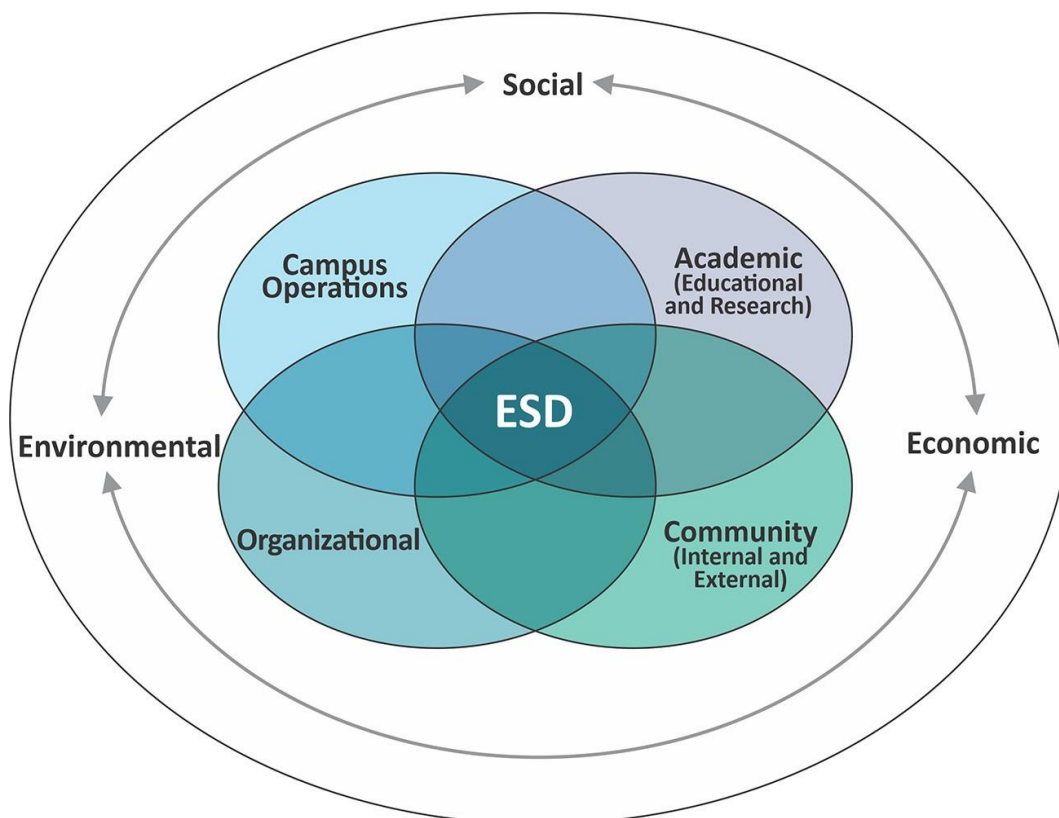 Social
Campus
Operations
Academic
(Educational
and Research)
ESD
Environmental
Economic
Organizational
Community
(Internal and
External)